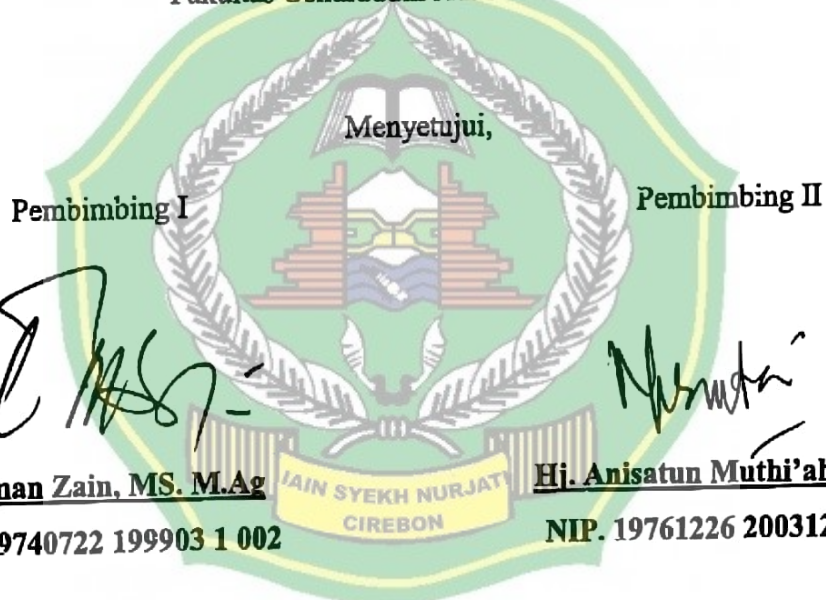 Menyetujui,
Pembimbing I
Pembimbing II
Zain, MS. M.Ag
Hj. Anisatun Muthi'ah
9740722 199903 1 002
NIP. 19761226 200312
IAIN SYEKH NURJATI
CIREBON